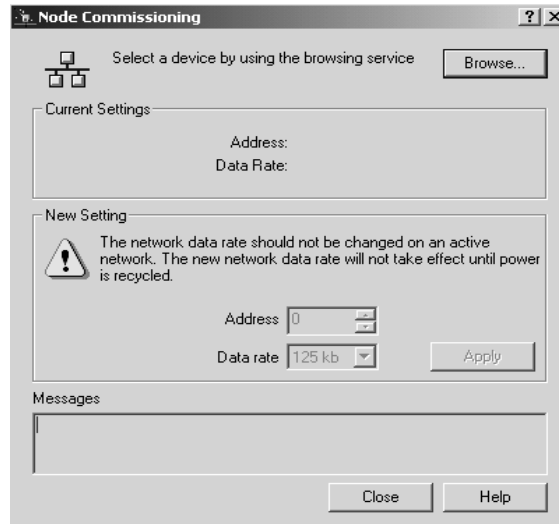 Node Commissioning
Select a device by using the browsing service
Browse...
Current Settings
Address:
Data Rate:
New Setting
The network data rate should not be changed on an active
network. The new network data rate will not take effect until power
is recycled.
Address 0
Data rate 125 kb
Apply
Messages
Close Help